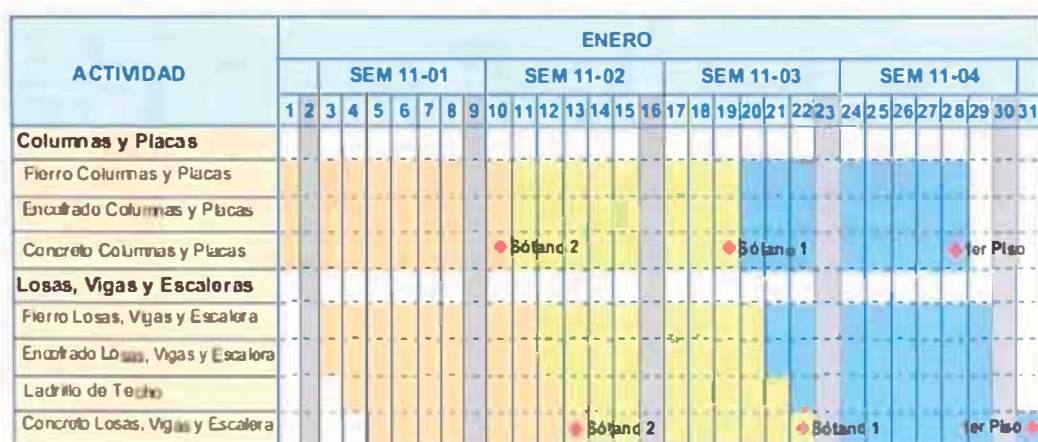 ACTIVIDAD
ENERO
SEM 11-01 SEM 11-02 SEM 11-03 SEM 11-04
1 2 3 4 5 6 7 8 9 10 11 12 13 14 15 16 17 18 19 20 21 22 23 24 25 26 27 28 29 30 31
Columnas y Placas
Fierro Columnas y Placas
Encofrado Columnas y Placas
Concreto Columnas y Placas Sótano 2 Sótano 1 1er Piso
Losas, Vigas y Escaleras
Fierro Losas, Vigas y Escalera
Encofrado Losas, Vigas y Escalera
Ladrillo de Techo
Concreto Losas, Vigas y Escalera Sótano 2 Sótano 1 1er Piso